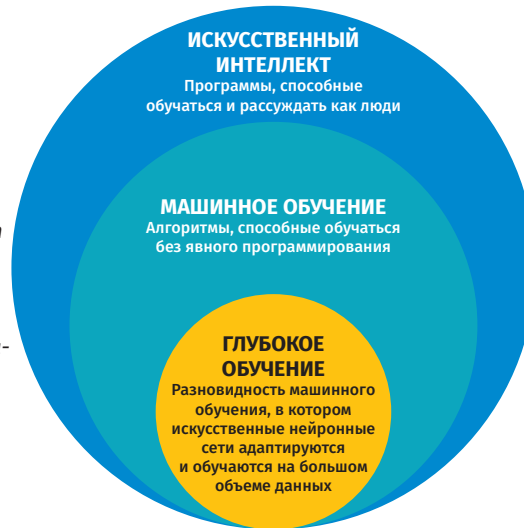 ИСКУССТВЕННЫЙ
ИНТЕЛЛЕКТ
Программы, способные
обучаться и рассуждать как люди
МАШИННОЕ ОБУЧЕНИЕ
Алгоритмы, способные обучаться
без явного программирования
ГЛУБОКОЕ
ОБУЧЕНИЕ
Разновидность машинного
обучения, в котором
искусственные нейронные
сети адаптируются
и обучаются на большом
объеме данных